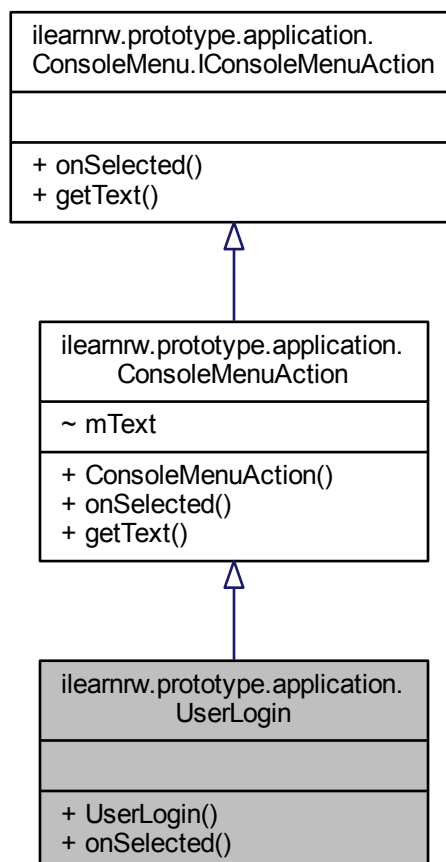 ilearnrw.prototype.application.
ConsoleMenu.IConsoleMenuAction
+ onSelected()
+ getText()
ilearnrw.prototype.application.
ConsoleMenuAction
~ mText
+ ConsoleMenuAction()
+ onSelected()
+ getText()
ilearnrw.prototype.application.
UserLogin
+ UserLogin()
+ onSelected()